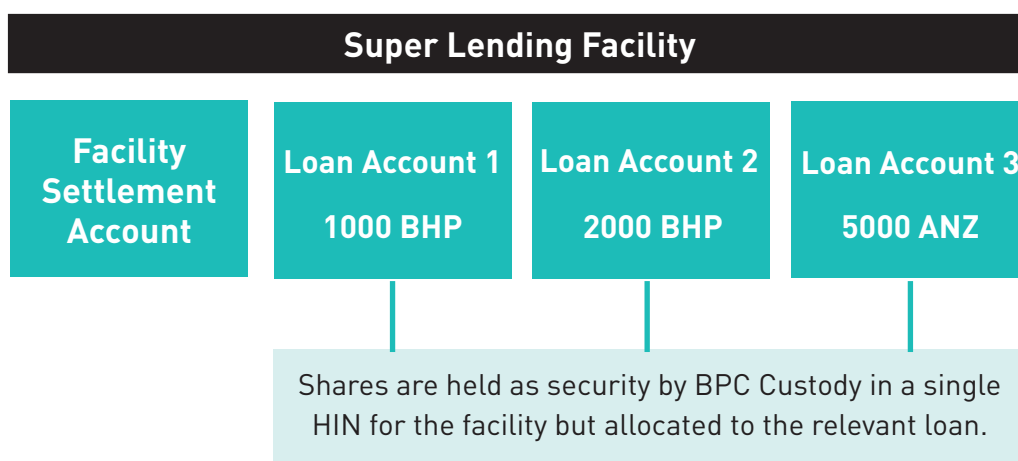 Super Lending Facility
Facility
Settlement
Account
Loan Account 1
1000 BHP
Loan Account 2
2000 BHP
Loan Account 3
5000 ANZ
Shares are held as security by BPC Custody in a single
HIN for the facility but allocated to the relevant loan.